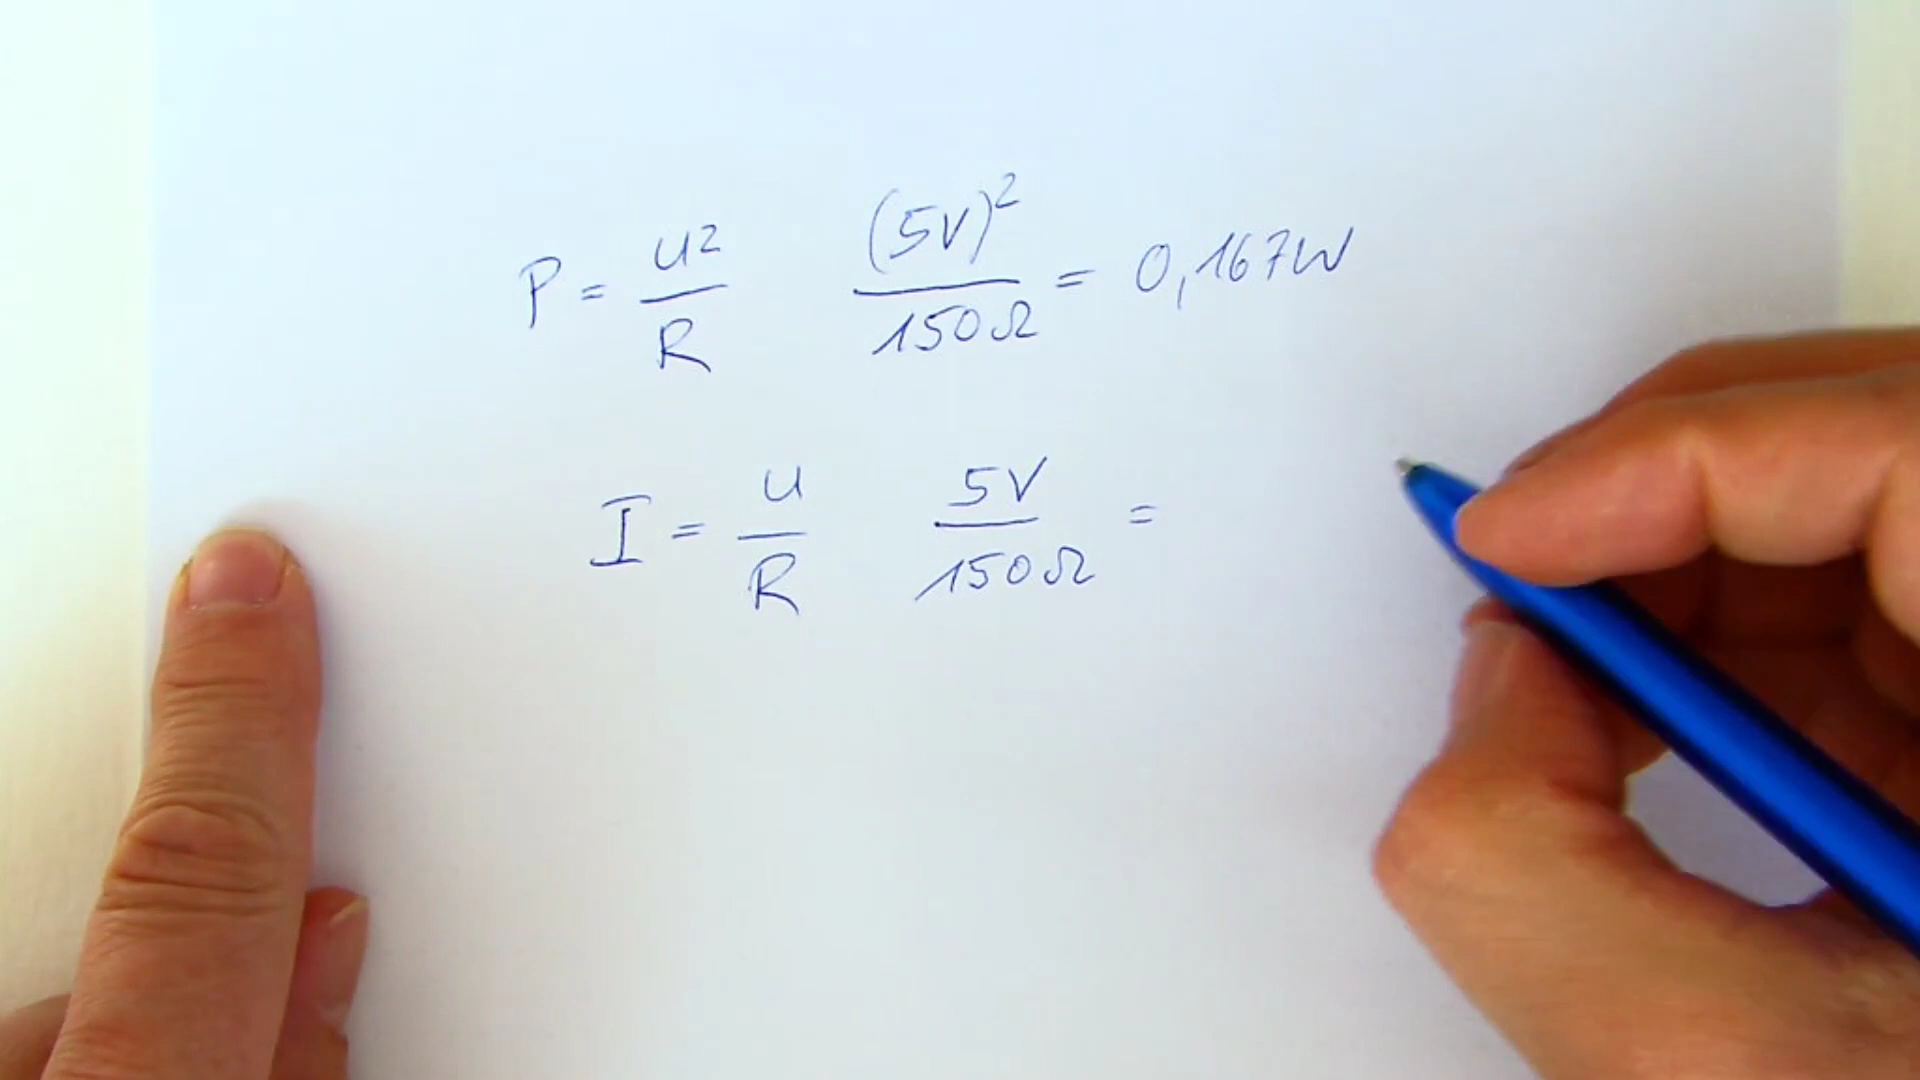 P = U²/R (5V)²/150Ω = 0,167W
I = U/R 5V/150Ω =